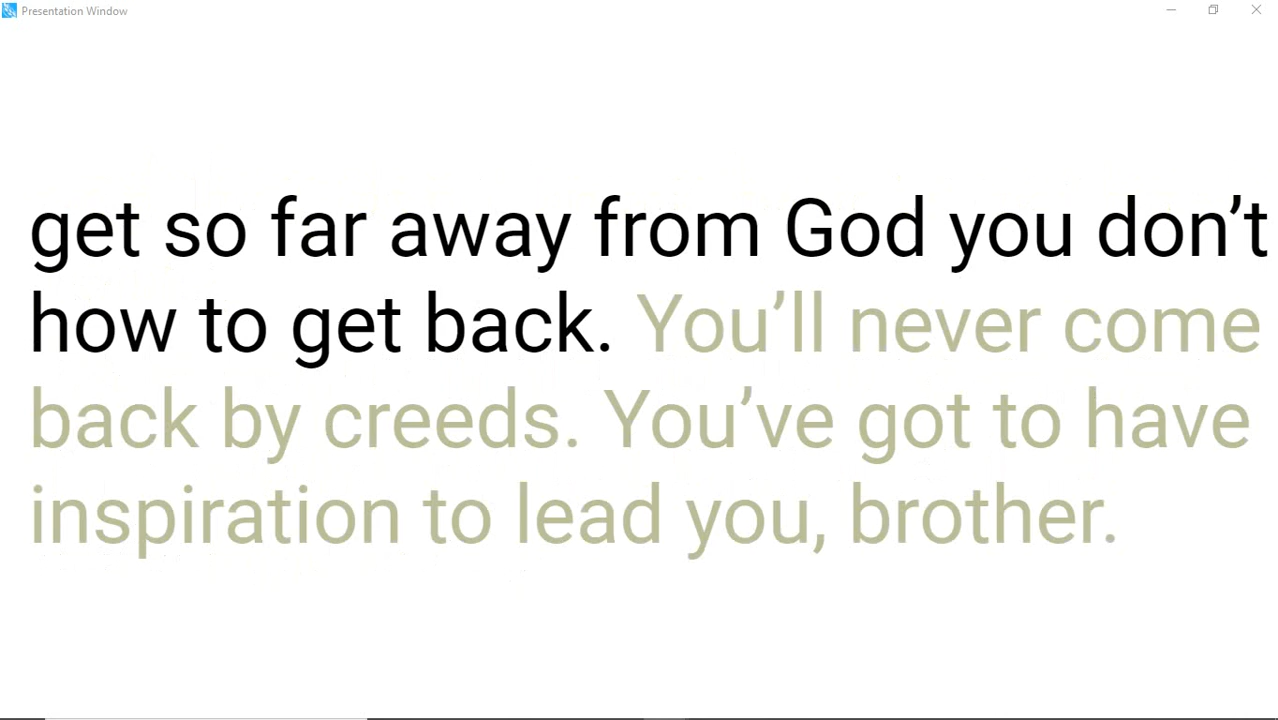 Presentation Window
get so far away from God you don’t
how to get back. You’ll never come
back by creeds. You’ve got to have
inspiration to lead you, brother.